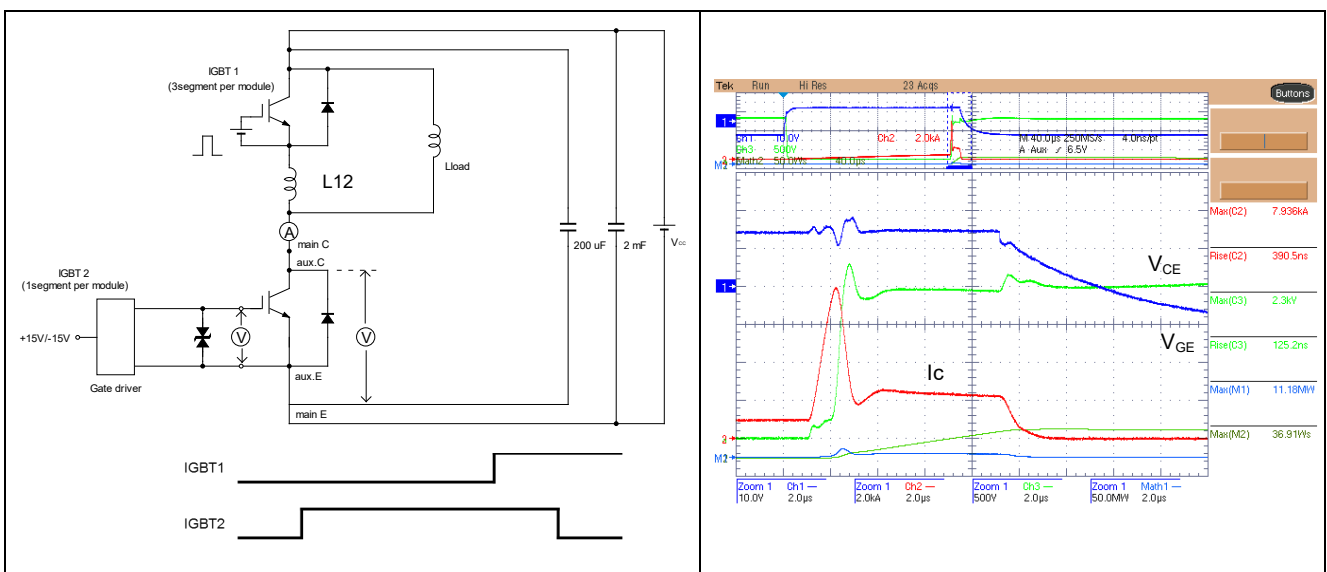 IGBT 1
(3segment per module)
L12
Lload
A
main C
aux.C
200 uF
2 mF
Vcc
IGBT 2
(1segment per module)
+15V/-15V
V
V
Gate driver
aux.E
main E
IGBT1
IGBT2
Tek Run Hi Res 23 Acqs
Buttons
1
Ch1 10.0V Ch2 2.0kA M 40.0µs 250MS/s 4.0ns/pt
Ch3 500V A Aux 6.5V
Math2 50.0Ws 40.0µs
Max(C2) 7.936kA
VCE
Rise(C2) 390.5ns
1
Max(C3) 2.3kV
VGE
Rise(C3) 125.2ns
Ic
Max(M1) 11.18MW
Max(M2) 36.91Ws
Zoom 1 Ch1 Zoom 1 Ch2 Zoom 1 Ch3 Zoom 1 Math1
10.0V 2.0µs 2.0kA 2.0µs 500V 2.0µs 50.0MW 2.0µs